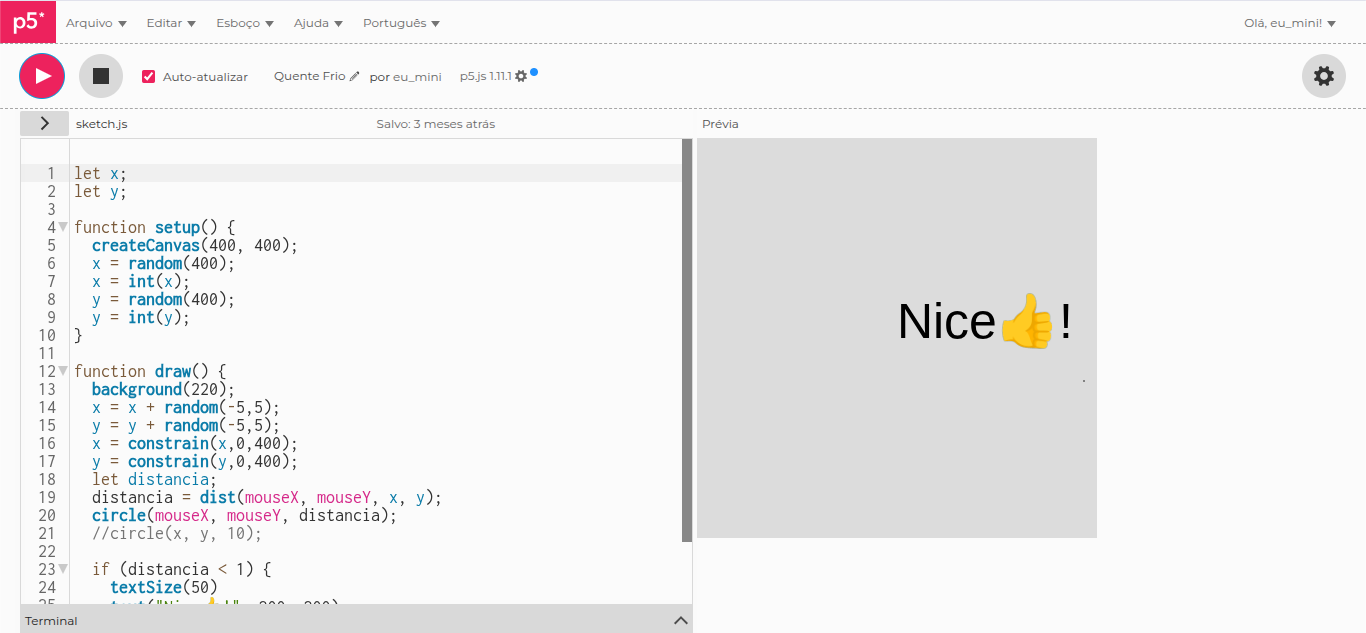 p5* Arquivo Editar Esboço Ajuda Português Olá, eu_mini!
Auto-atualizar Quente Frio por eu_mini p5.js 1.11.1
sketch.js Salvo: 3 meses atrás Prévia
1 let x;
2 let y;
3
4 function setup() {
5 createCanvas(400, 400);
6 x = random(400);
7 x = int(x);
8 y = random(400);
9 y = int(y);
10 }
11
12 function draw() {
13 background(220);
14 x = x + random(-5,5);
15 y = y + random(-5,5);
16 x = constrain(x,0,400);
17 y = constrain(y,0,400);
18 let distancia;
19 distancia = dist(mouseX, mouseY, x, y);
20 circle(mouseX, mouseY, distancia);
21 //circle(x, y, 10);
22
23 if (distancia < 1) {
24 textSize(50)
Nice👍!
Terminal